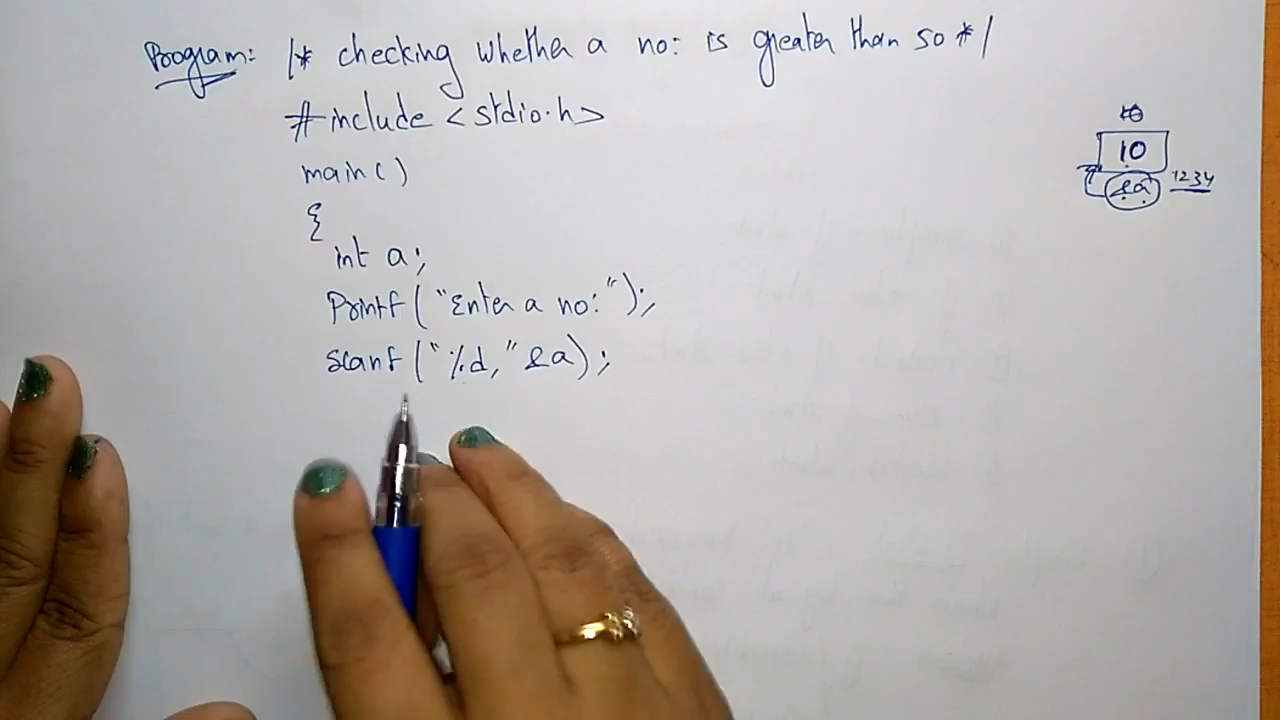 Program: /* checking whether a no: is greater than 50 */
#include <stdio.h>
main()
{
int a;
Printf("Enter a no:");
scanf("%d,"&a);
10
&a 1234